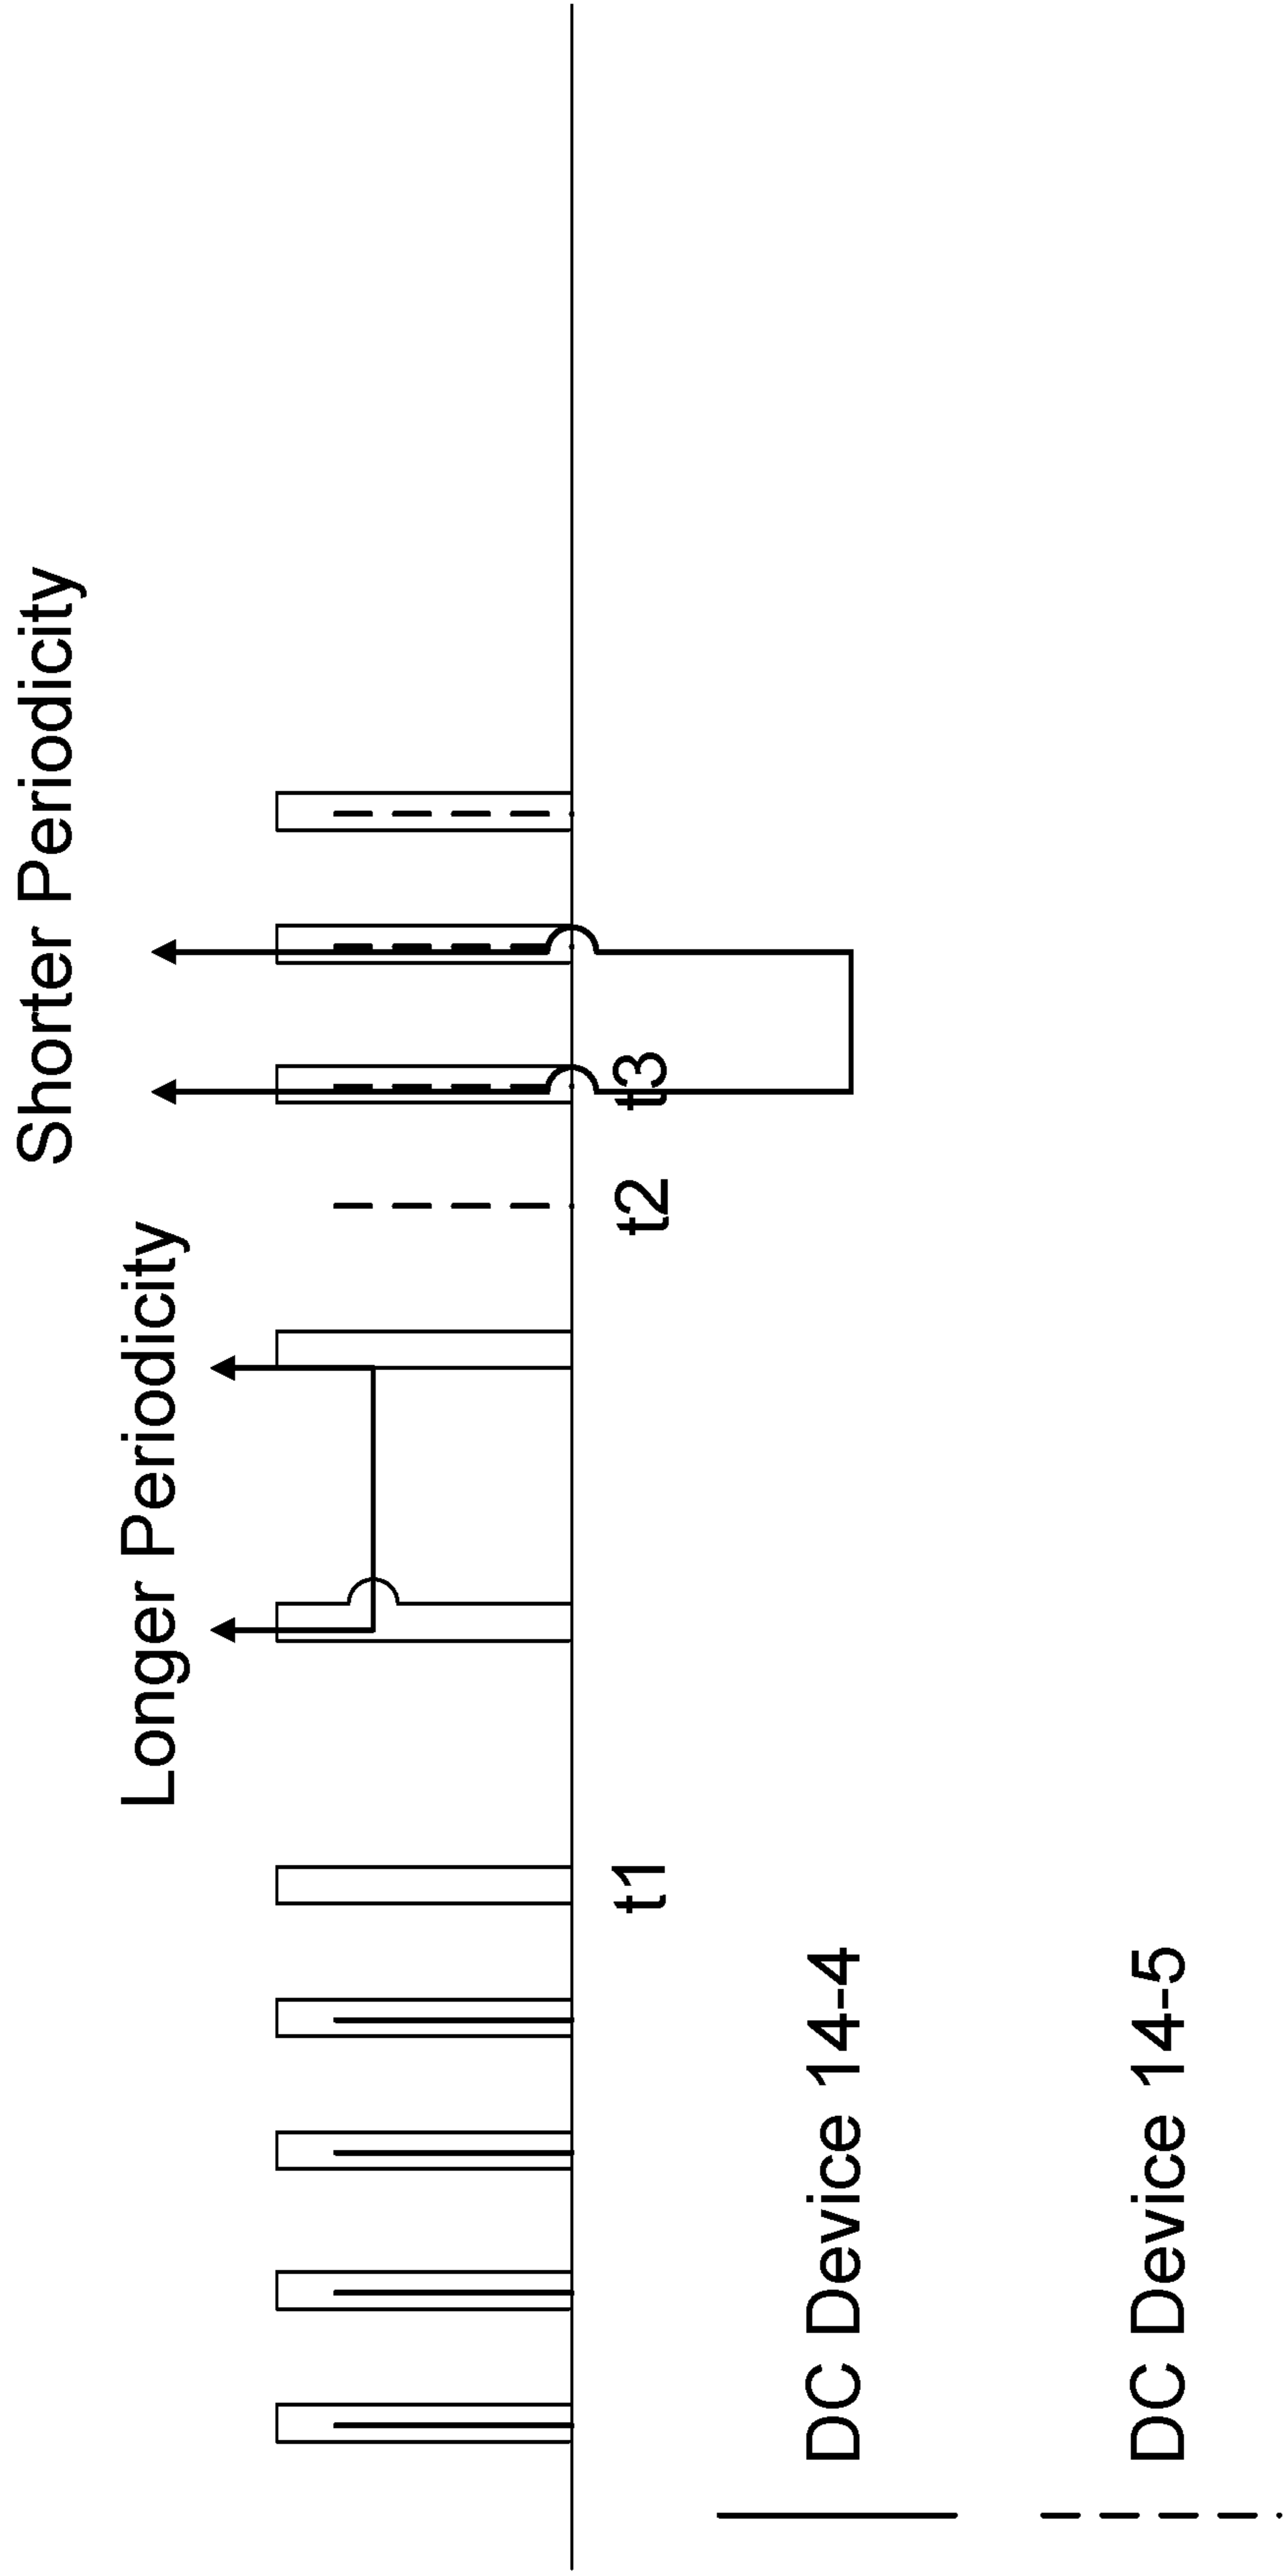 Shorter Periodicity
Longer Periodicity
t1
t2
t3
DC Device 14-4
DC Device 14-5